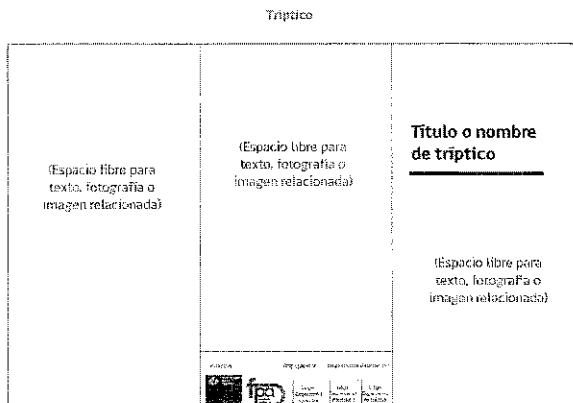 Tríptico
(Espacio libre para
texto, fotografía o
imagen relacionada)
(Espacio libre para
texto, fotografía o
imagen relacionada)
Título o nombre
de tríptico
(Espacio libre para
texto, fotografía o
imagen relacionada)
fpa